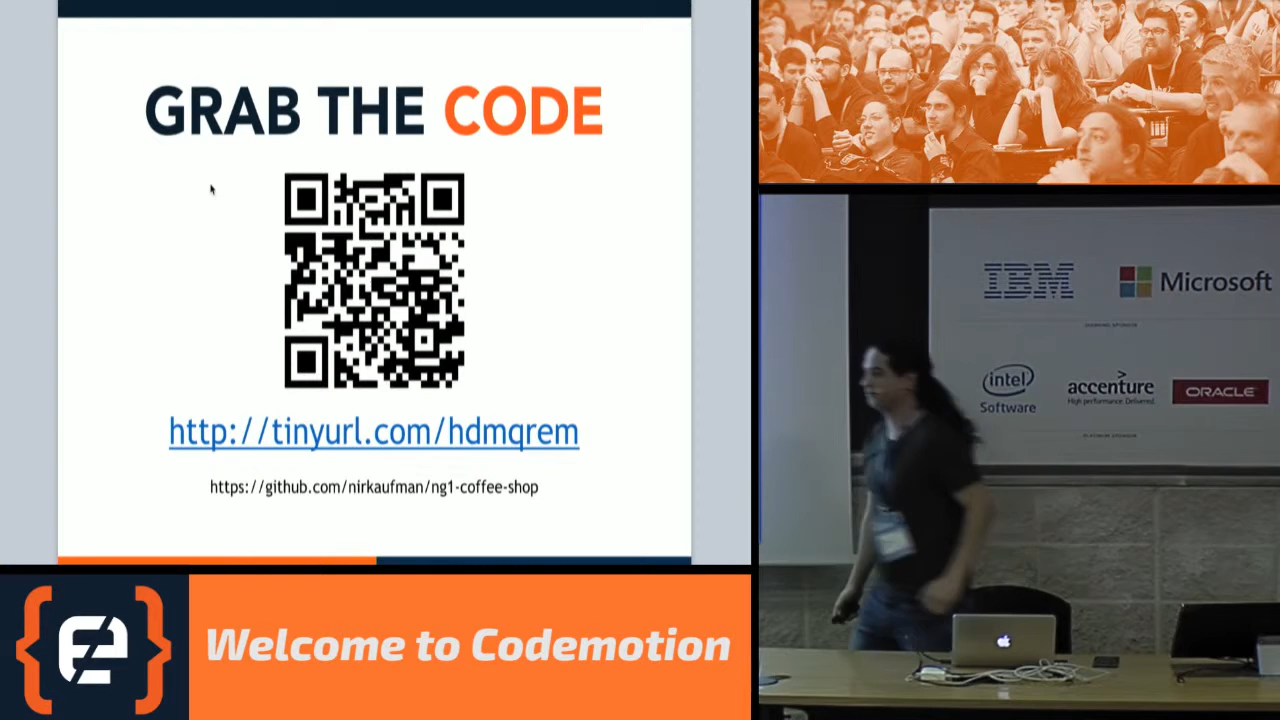 GRAB THE CODE
http://tinyurl.com/hdmqrem
https://github.com/nirkaufman/ng1-coffee-shop
Welcome to Codemotion
IBM
Microsoft
intel
Software
accenture
High performance. Delivered.
ORACLE